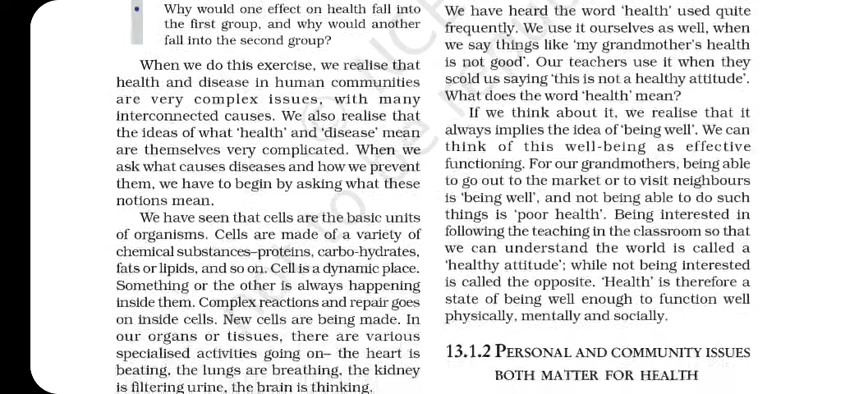 • Why would one effect on health fall into
the first group, and why would another
fall into the second group?
When we do this exercise, we realise that
health and disease in human communities
are very complex issues, with many
interconnected causes. We also realise that
the ideas of what ‘health’ and ‘disease’ mean
are themselves very complicated. When we
ask what causes diseases and how we prevent
them, we have to begin by asking what these
notions mean.
We have seen that cells are the basic units
of organisms. Cells are made of a variety of
chemical substances–proteins, carbo-hydrates,
fats or lipids, and so on. Cell is a dynamic place.
Something or the other is always happening
inside them. Complex reactions and repair goes
on inside cells. New cells are being made. In
our organs or tissues, there are various
specialised activities going on– the heart is
beating, the lungs are breathing, the kidney
is filtering urine, the brain is thinking.
We have heard the word ‘health’ used quite
frequently. We use it ourselves as well, when
we say things like ‘my grandmother’s health
is not good’. Our teachers use it when they
scold us saying ‘this is not a healthy attitude’.
What does the word ‘health’ mean?
If we think about it, we realise that it
always implies the idea of ‘being well’. We can
think of this well-being as effective
functioning. For our grandmothers, being able
to go out to the market or to visit neighbours
is ‘being well’, and not being able to do such
things is ‘poor health’. Being interested in
following the teaching in the classroom so that
we can understand the world is called a
‘healthy attitude’; while not being interested
is called the opposite. ‘Health’ is therefore a
state of being well enough to function well
physically, mentally and socially.
13.1.2 PERSONAL AND COMMUNITY ISSUES
BOTH MATTER FOR HEALTH